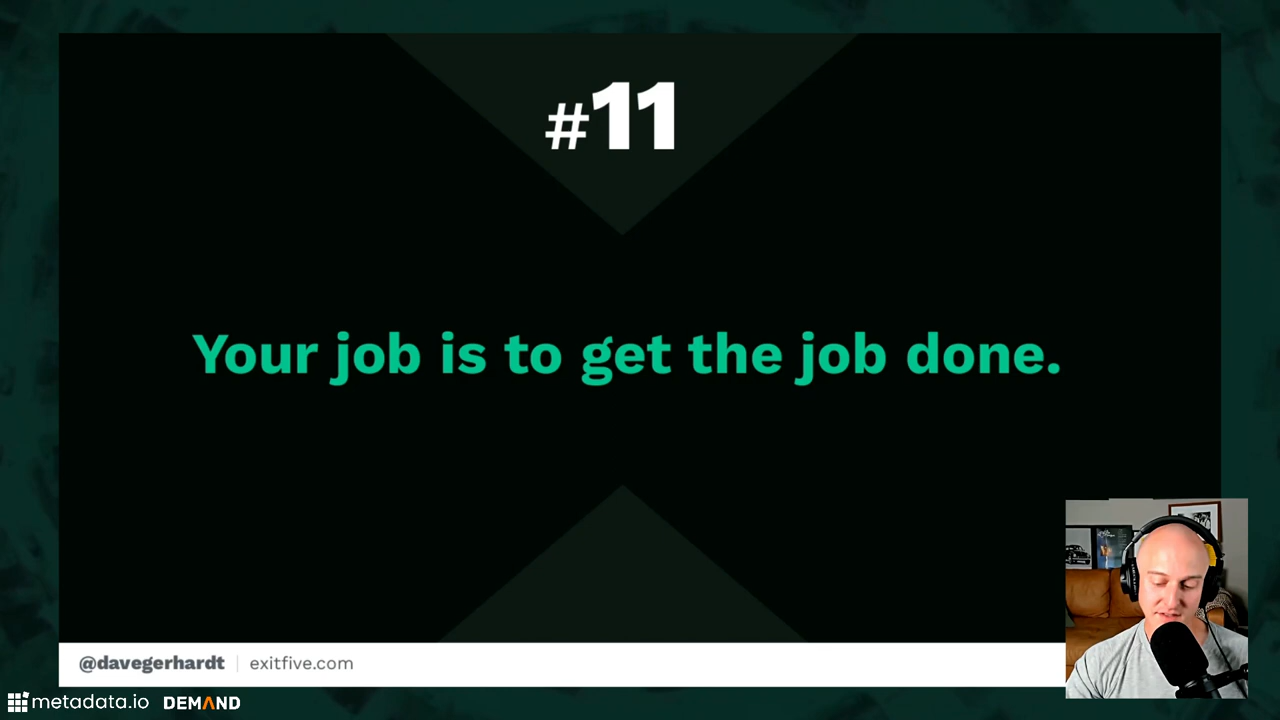 #11
Your job is to get the job done.
@davegerhardt | exitfive.com
metadata.io DEMAND